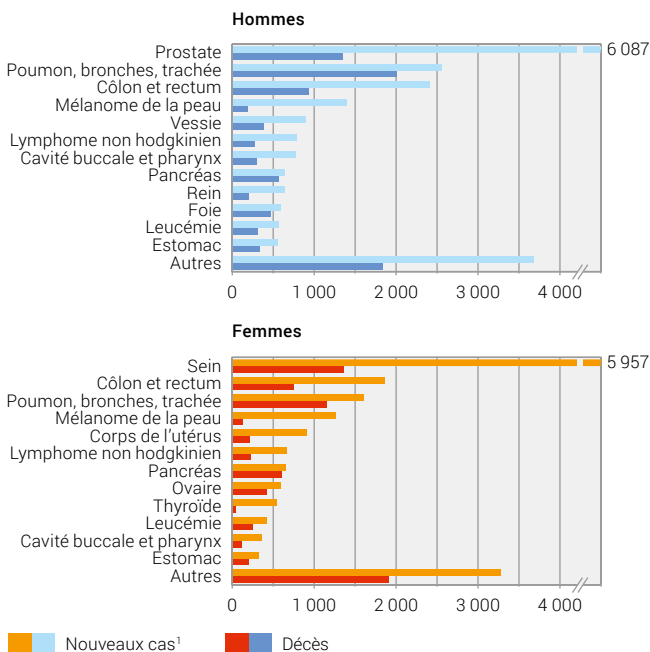 Hommes
Prostate 6 087
Poumon, bronches, trachée
Côlon et rectum
Mélanome de la peau
Vessie
Lymphome non hodgkinien
Cavité buccale et pharynx
Pancréas
Rein
Foie
Leucémie
Estomac
Autres
0 1 000 2 000 3 000 4 000
Femmes
Sein 5 957
Côlon et rectum
Poumon, bronches, trachée
Mélanome de la peau
Corps de l’utérus
Lymphome non hodgkinien
Pancréas
Ovaire
Thyroïde
Leucémie
Cavité buccale et pharynx
Estomac
Autres
0 1 000 2 000 3 000 4 000
Nouveaux cas¹ Décès